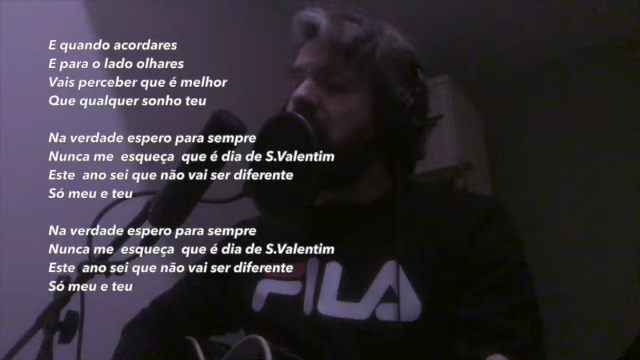 E quando acordares
E para o lado olhares
Vais perceber que é melhor
Que qualquer sonho teu
Na verdade espero para sempre
Nunca me  esqueça  que é dia de S.Valentim
Este  ano sei que não vai ser diferente
Só meu e teu
Na verdade espero para sempre
Nunca me  esqueça  que é dia de S.Valentim
Este  ano sei que não vai ser diferente
Só meu e teu
FILA